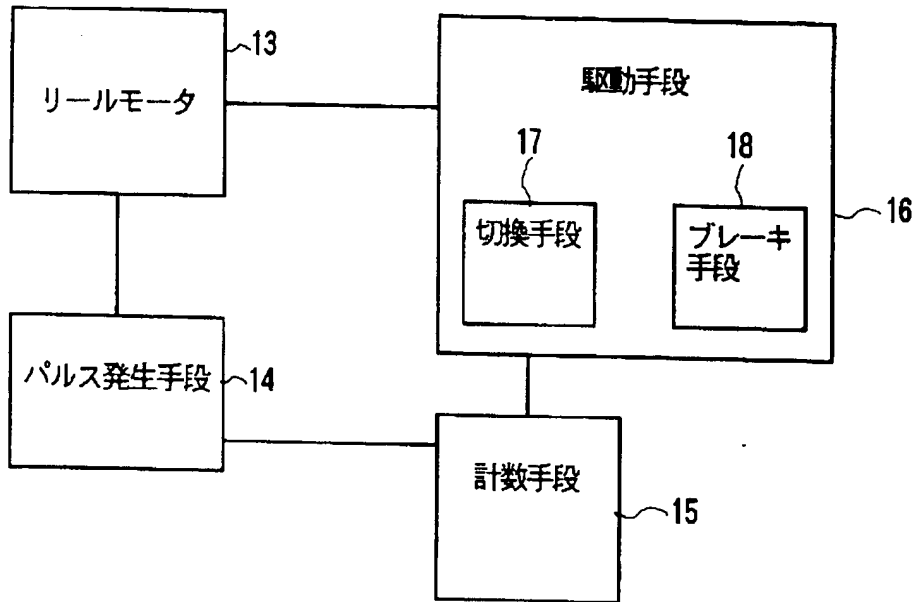 13
リールモータ
駆動手段
17
18
16
切換手段
ブレーキ
手段
パルス発生手段
14
計数手段
15